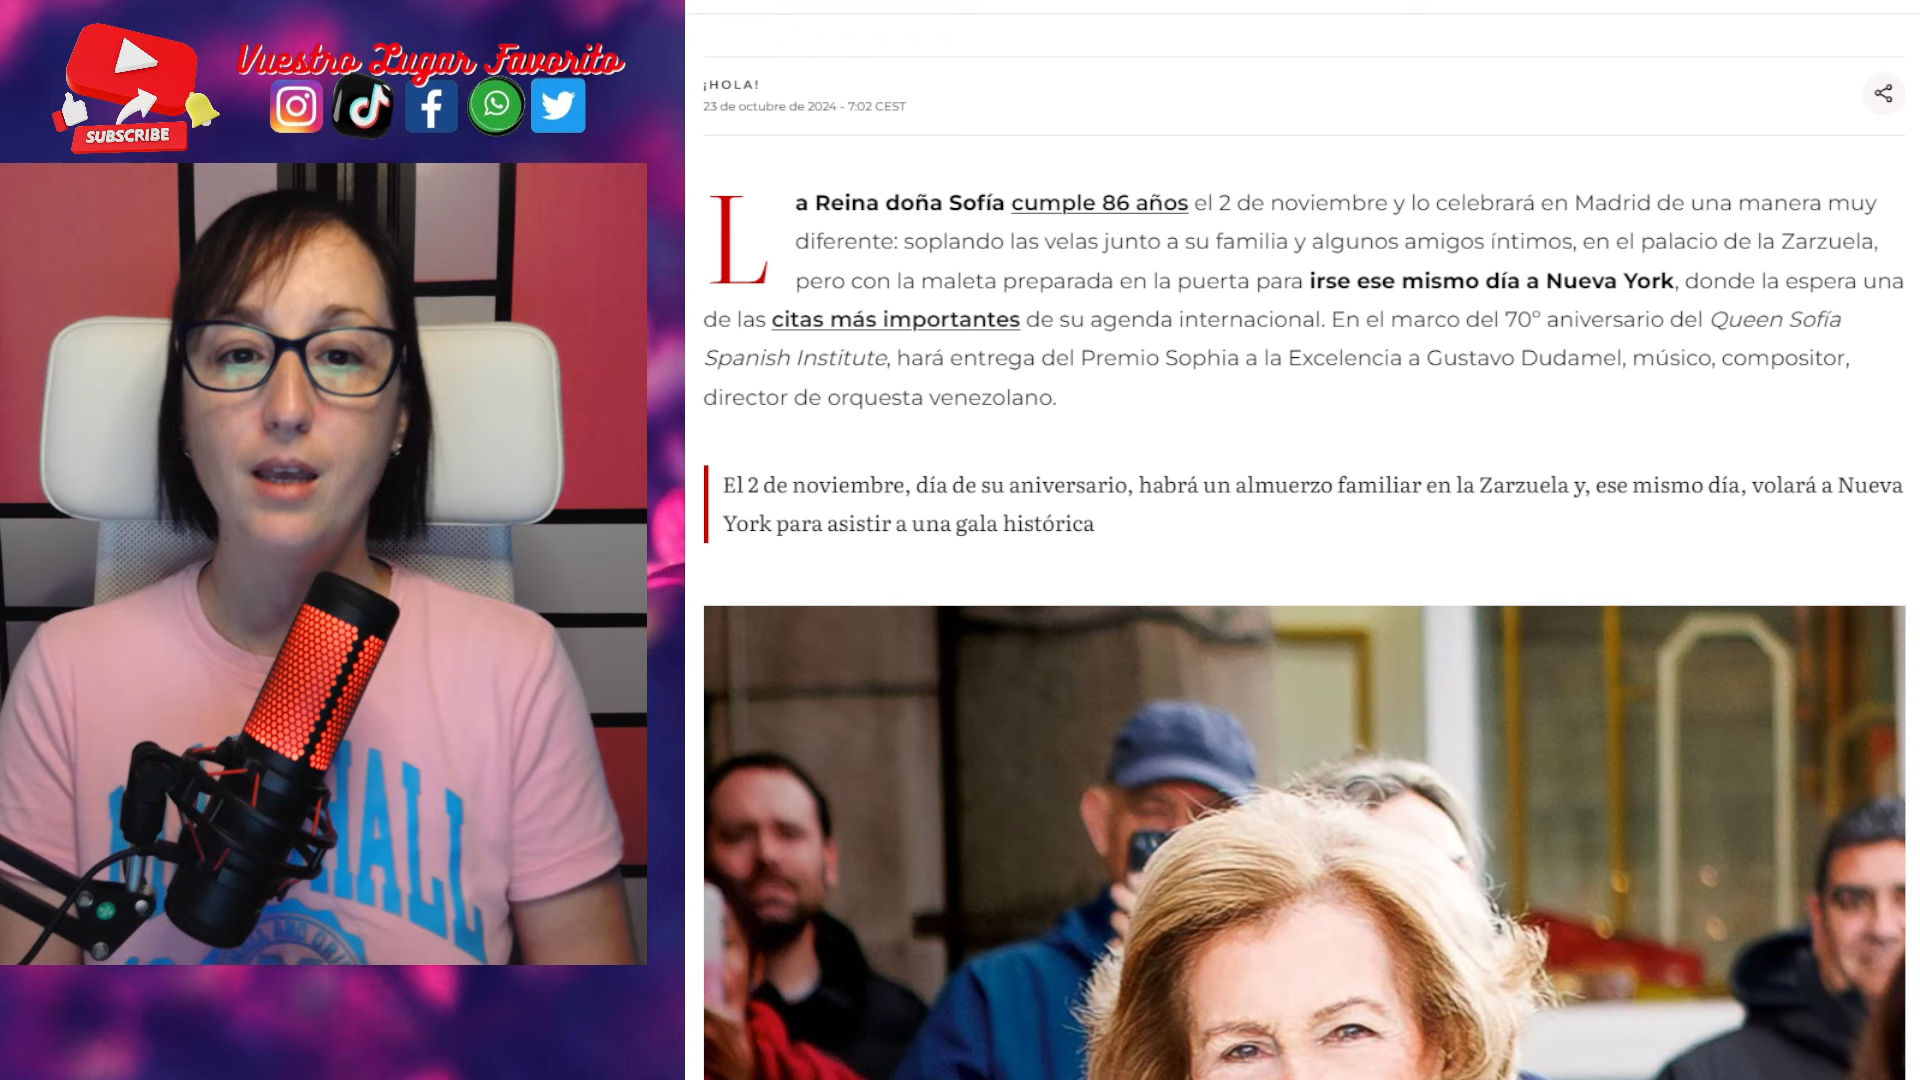 Vuestro Lugar Favorito
SUBSCRIBE
¡HOLA!
23 de octubre de 2024 - 7:02 CEST
La Reina doña Sofía cumple 86 años el 2 de noviembre y lo celebrará en Madrid de una manera muy
diferente: soplando las velas junto a su familia y algunos amigos íntimos, en el palacio de la Zarzuela,
pero con la maleta preparada en la puerta para irse ese mismo día a Nueva York, donde la espera una
de las citas más importantes de su agenda internacional. En el marco del 70º aniversario del Queen Sofía
Spanish Institute, hará entrega del Premio Sophia a la Excelencia a Gustavo Dudamel, músico, compositor,
director de orquesta venezolano.
El 2 de noviembre, día de su aniversario, habrá un almuerzo familiar en la Zarzuela y, ese mismo día, volará a Nueva
York para asistir a una gala histórica